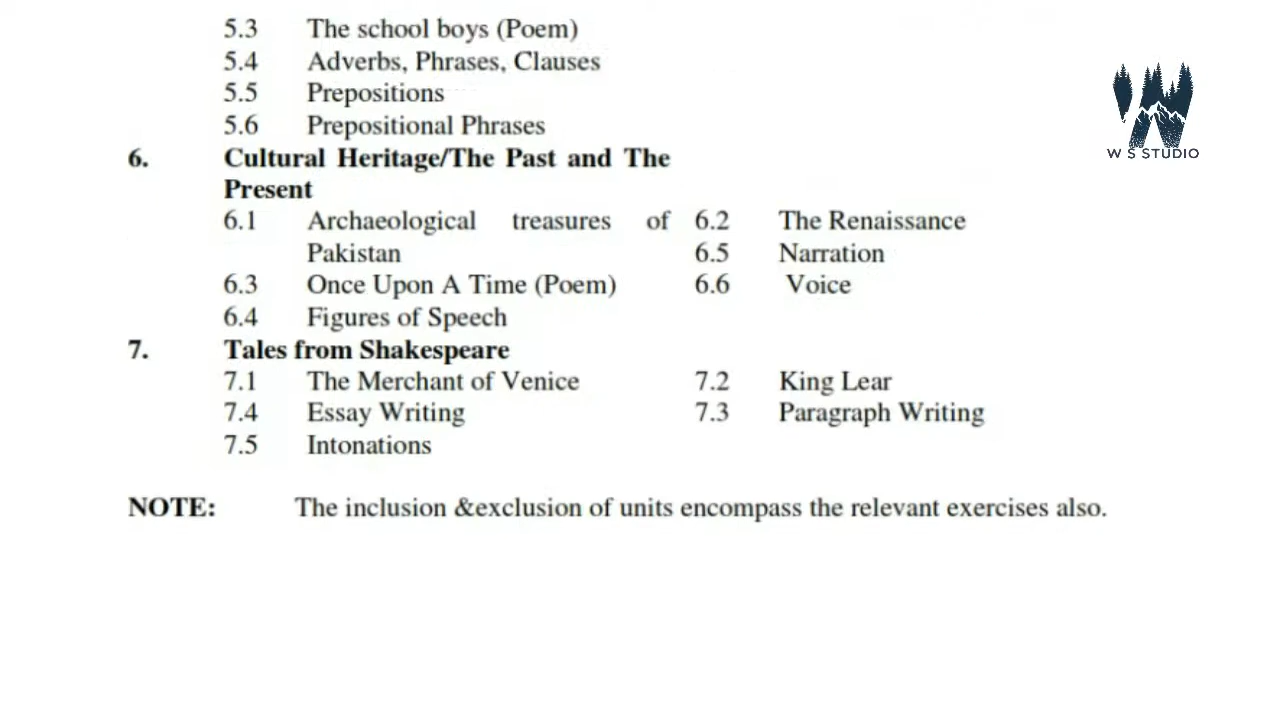 5.3 The school boys (Poem)
5.4 Adverbs, Phrases, Clauses
5.5 Prepositions
5.6 Prepositional Phrases
6. Cultural Heritage/The Past and The
Present
6.1 Archaeological treasures of 6.2 The Renaissance
Pakistan 6.5 Narration
6.3 Once Upon A Time (Poem) 6.6 Voice
6.4 Figures of Speech
7. Tales from Shakespeare
7.1 The Merchant of Venice 7.2 King Lear
7.4 Essay Writing 7.3 Paragraph Writing
7.5 Intonations
NOTE: The inclusion &exclusion of units encompass the relevant exercises also.
W S STUDIO